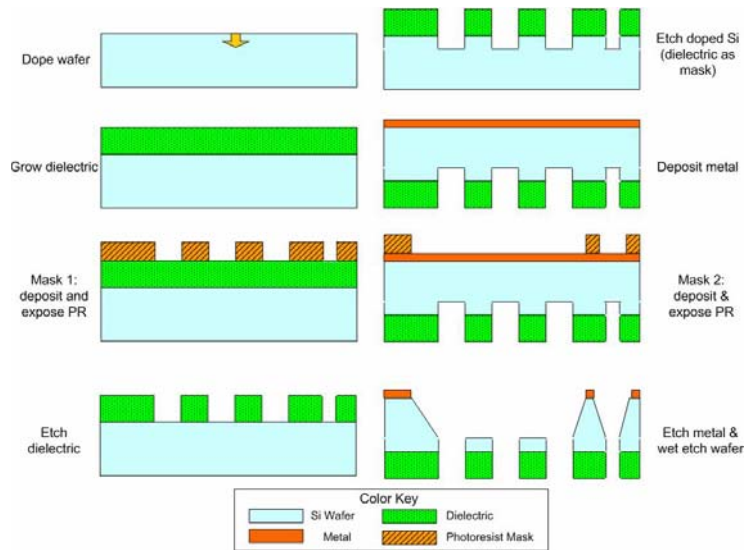 Dope wafer
Grow dielectric
Mask 1:
deposit and
expose PR
Etch
dielectric
Etch doped Si
(dielectric as
mask)
Deposit metal
Mask 2:
deposit &
expose PR
Etch metal &
wet etch wafer
Color Key
Si Wafer
Dielectric
Metal
Photoresist Mask